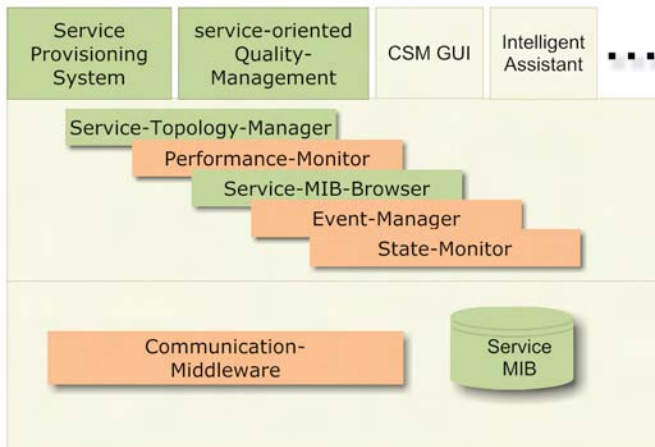 Service
Provisioning
System
service-oriented
Quality-
Management
CSM GUI
Intelligent
Assistant
Service-Topology-Manager
Performance-Monitor
Service-MIB-Browser
Event-Manager
State-Monitor
Communication-
Middleware
Service
MIB